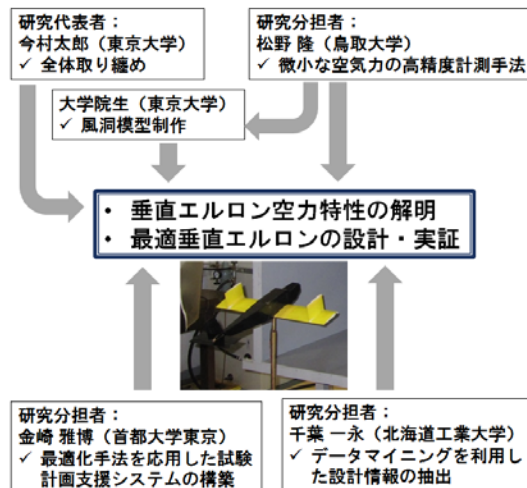 研究代表者：
今村太郎（東京大学）
✓ 全体取り纏め
研究分担者：
松野 隆（鳥取大学）
✓ 微小な空気力の高精度計測手法
大学院生（東京大学）
✓ 風洞模型制作
• 垂直エルロン空力特性の解明
• 最適垂直エルロンの設計・実証
研究分担者：
金崎 雅博（首都大学東京）
✓ 最適化手法を応用した試験
計画支援システムの構築
研究分担者：
千葉 一永（北海道工業大学）
✓ データマイニングを利用し
た設計情報の抽出